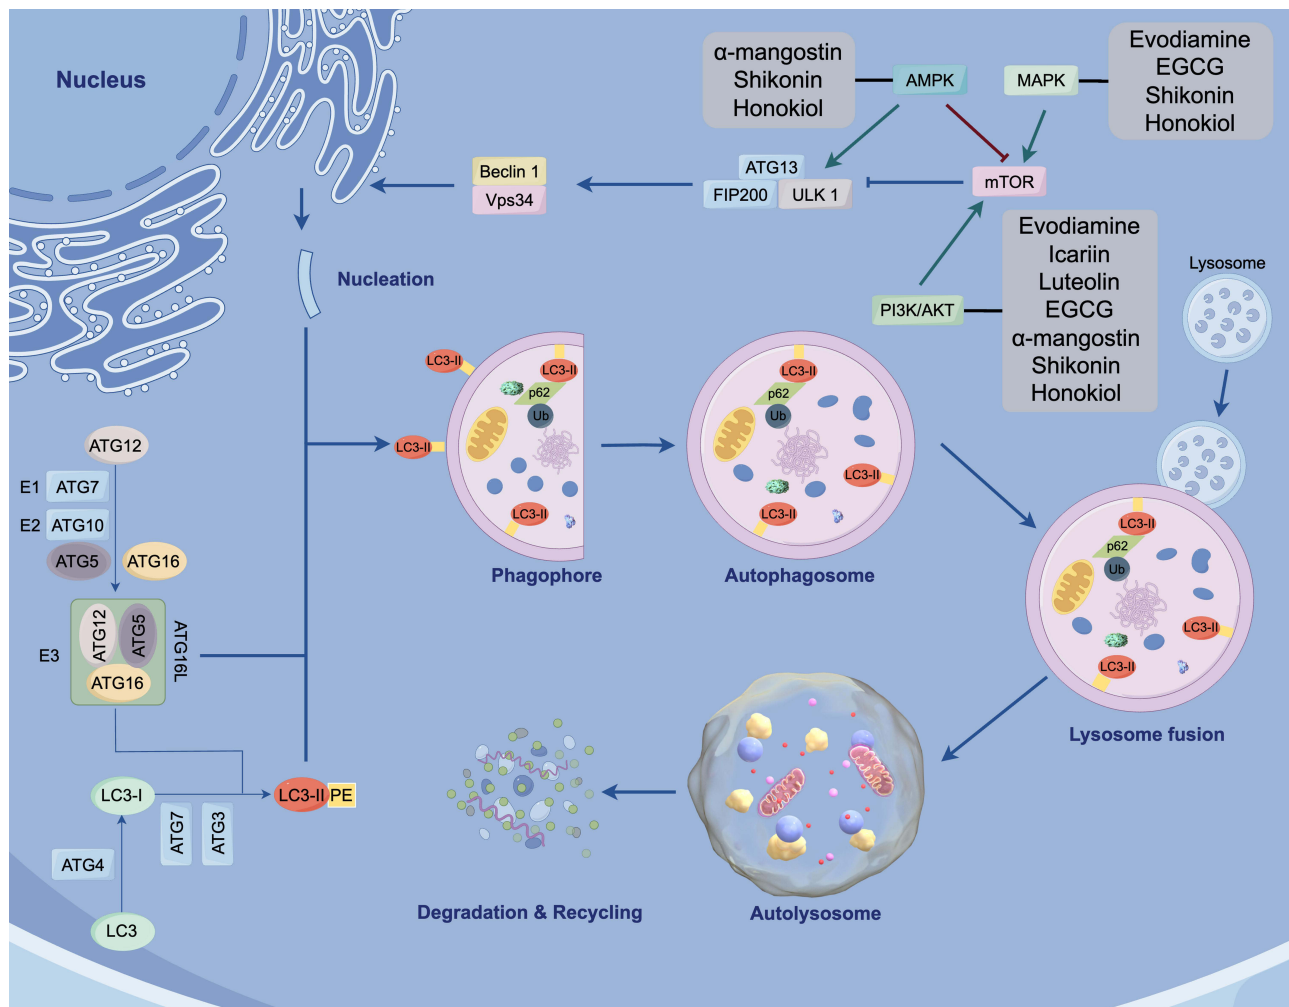 Nucleus
α-mangostin
Shikonin
Honokiol
AMPK
MAPK
Evodiamine
EGCG
Shikonin
Honokiol
Beclin 1
Vps34
ATG13
FIP200
ULK 1
mTOR
Nucleation
PI3K/AKT
Evodiamine
Icariin
Luteolin
EGCG
α-mangostin
Shikonin
Honokiol
Lysosome
LC3-II
LC3-II
LC3-II
p62
Ub
LC3-II
Phagophore
LC3-II
p62
Ub
LC3-II
LC3-II
Autophagosome
LC3-II
p62
Ub
LC3-II
LC3-II
Lysosome fusion
ATG12
E1
ATG7
E2
ATG10
ATG5
ATG16
E3
ATG12
ATG5
ATG16
ATG16L
LC3-I
ATG7
ATG3
LC3-II
PE
ATG4
LC3
Degradation & Recycling
Autolysosome